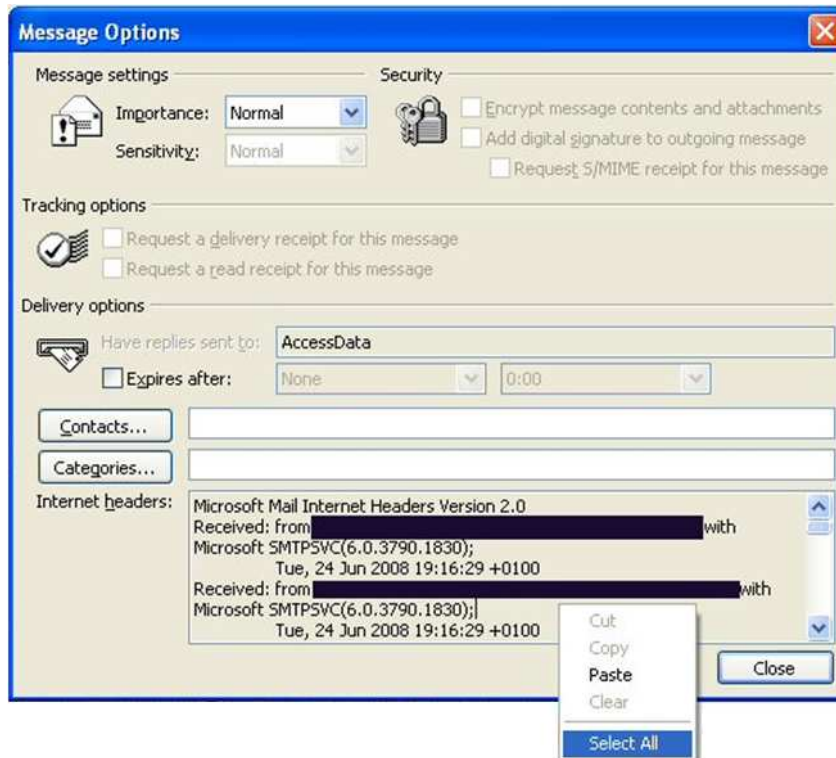 Message Options
Message settings
Security
Importance: Normal
Encrypt message contents and attachments
Sensitivity: Normal
Add digital signature to outgoing message
Request S/MIME receipt for this message
Tracking options
Request a delivery receipt for this message
Request a read receipt for this message
Delivery options
Have replies sent to: AccessData
Expires after: None 0:00
Contacts...
Categories...
Internet headers:
Microsoft Mail Internet Headers Version 2.0
Received: from with
Microsoft SMTPSVC(6.0.3790.1830);
Tue, 24 Jun 2008 19:16:29 +0100
Received: from with
Microsoft SMTPSVC(6.0.3790.1830);
Tue, 24 Jun 2008 19:16:29 +0100
Cut
Copy
Paste
Clear
Select All
Close